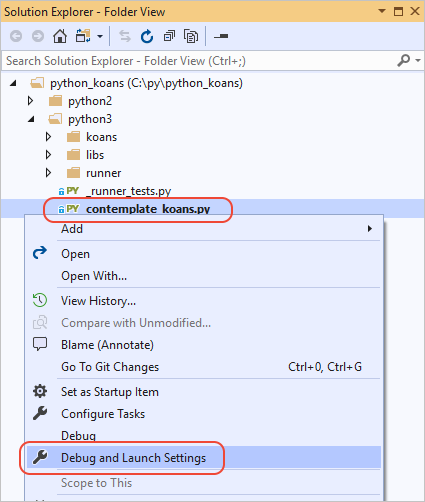 Solution Explorer - Folder View
Search Solution Explorer - Folder View (Ctrl+;)
python_koans (C:\py\python_koans)
python2
python3
koans
libs
runner
PY _runner_tests.py
PY contemplate_koans.py
Add
Open
Open With...
View History...
Compare with Unmodified...
Blame (Annotate)
Go To Git Changes Ctrl+0, Ctrl+G
Set as Startup Item
Configure Tasks
Debug
Debug and Launch Settings
Scope to This